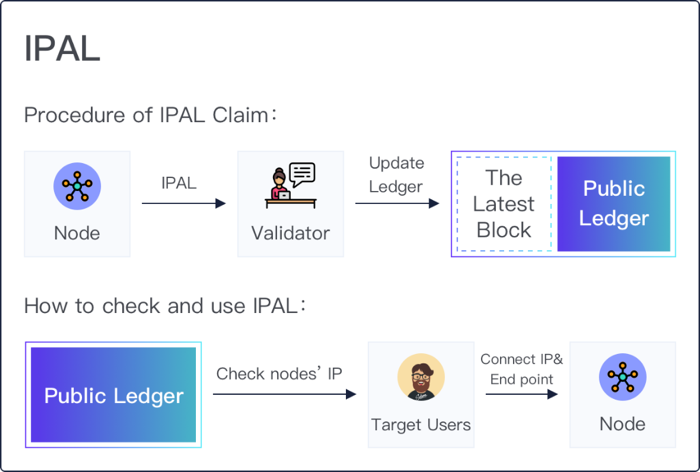 IPAL
Procedure of IPAL Claim:
Node
IPAL
Validator
Update
Ledger
The
Latest
Block
Public
Ledger
How to check and use IPAL:
Public Ledger
Check nodes' IP
Target Users
Connect IP&
End point
Node